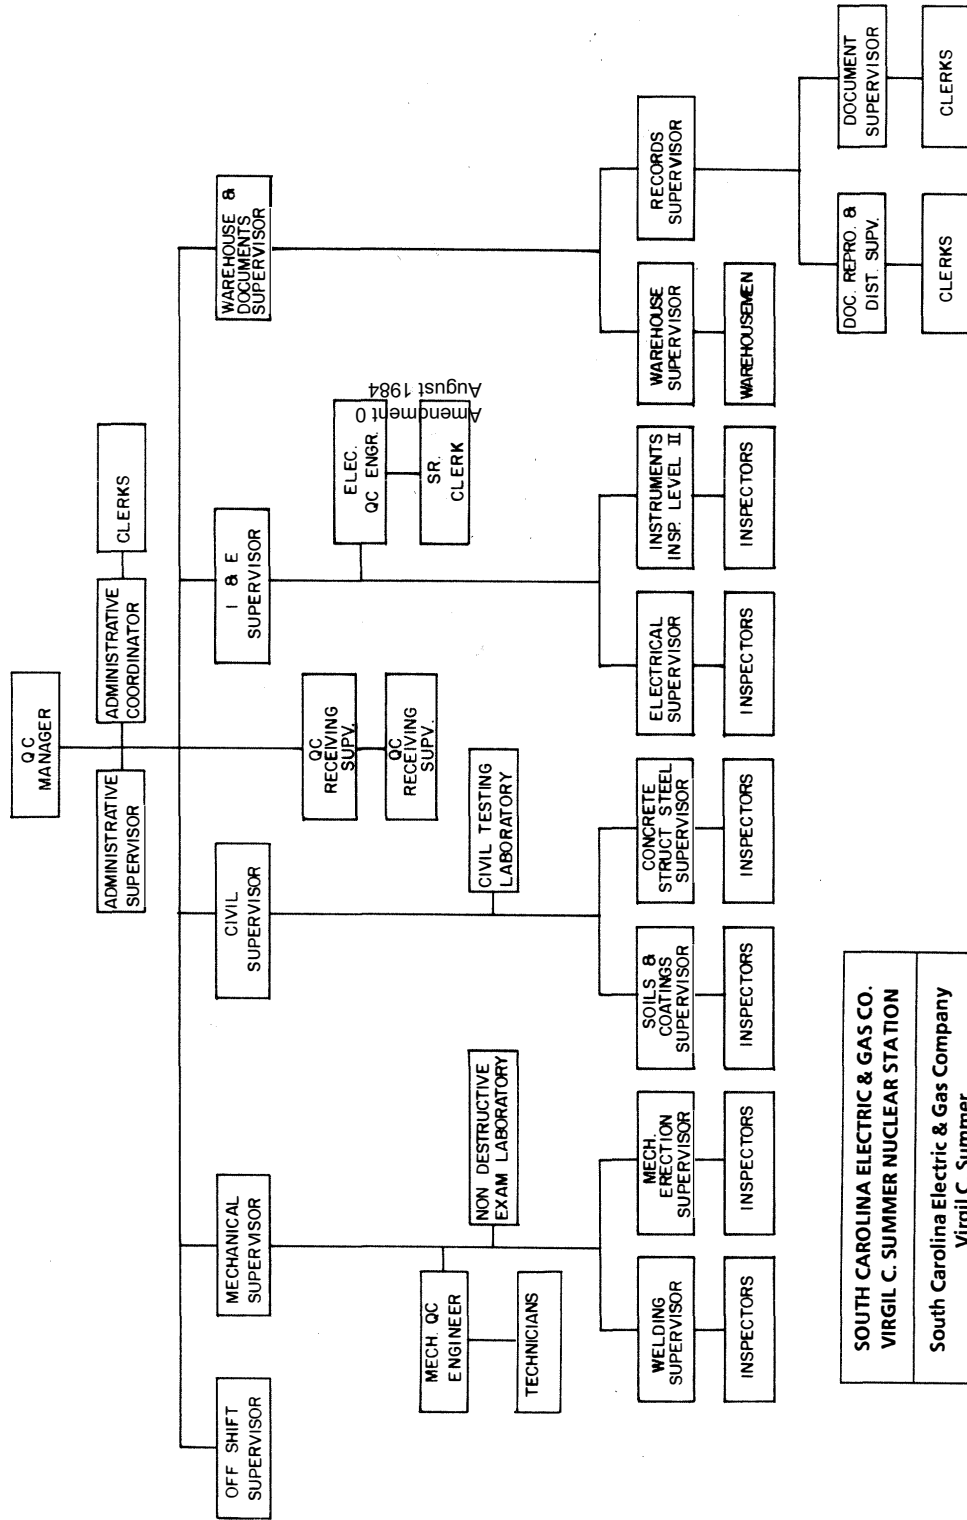 QC
MANAGER
ADMINISTRATIVE
SUPERVISOR
ADMINISTRATIVE
COORDINATOR
CLERKS
OFF SHIFT
SUPERVISOR
MECHANICAL
SUPERVISOR
CIVIL
SUPERVISOR
I & E
SUPERVISOR
WAREHOUSE &
DOCUMENTS
SUPERVISOR
QC
RECEIVING
SUPV.
QC
RECEIVING
SUPV.
ELEC.
QC ENGR.
SR.
CLERK
Amendment 0
August 1984
MECH. QC
ENGINEER
TECHNICIANS
NON DESTRUCTIVE
EXAM LABORATORY
CIVIL TESTING
LABORATORY
WELDING
SUPERVISOR
MECH.
ERECTION
SUPERVISOR
SOILS &
COATINGS
SUPERVISOR
CONCRETE
STRUCT STEEL
SUPERVISOR
ELECTRICAL
SUPERVISOR
INSTRUMENTS
INSP. LEVEL II
WAREHOUSE
SUPERVISOR
RECORDS
SUPERVISOR
INSPECTORS
INSPECTORS
INSPECTORS
INSPECTORS
INSPECTORS
INSPECTORS
WAREHOUSEMEN
DOC. REPRO. &
DIST. SUPV.
DOCUMENT
SUPERVISOR
CLERKS
CLERKS
SOUTH CAROLINA ELECTRIC & GAS CO.
VIRGIL C. SUMMER NUCLEAR STATION
South Carolina Electric & Gas Company
Virgil C. Summer